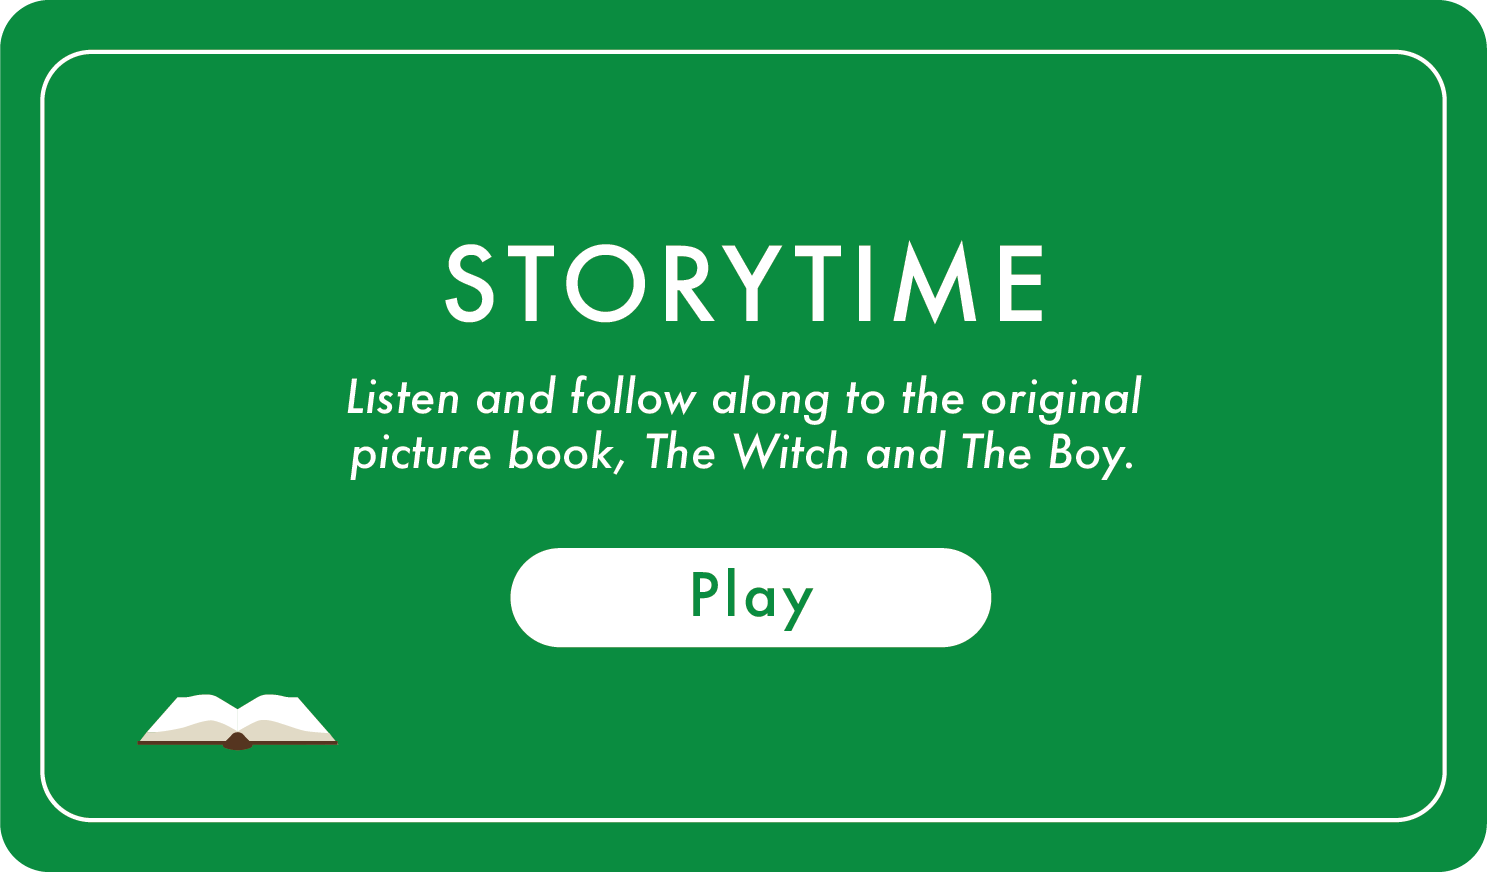 STORYTIME
Listen and follow along to the original
picture book, The Witch and The Boy.
Play